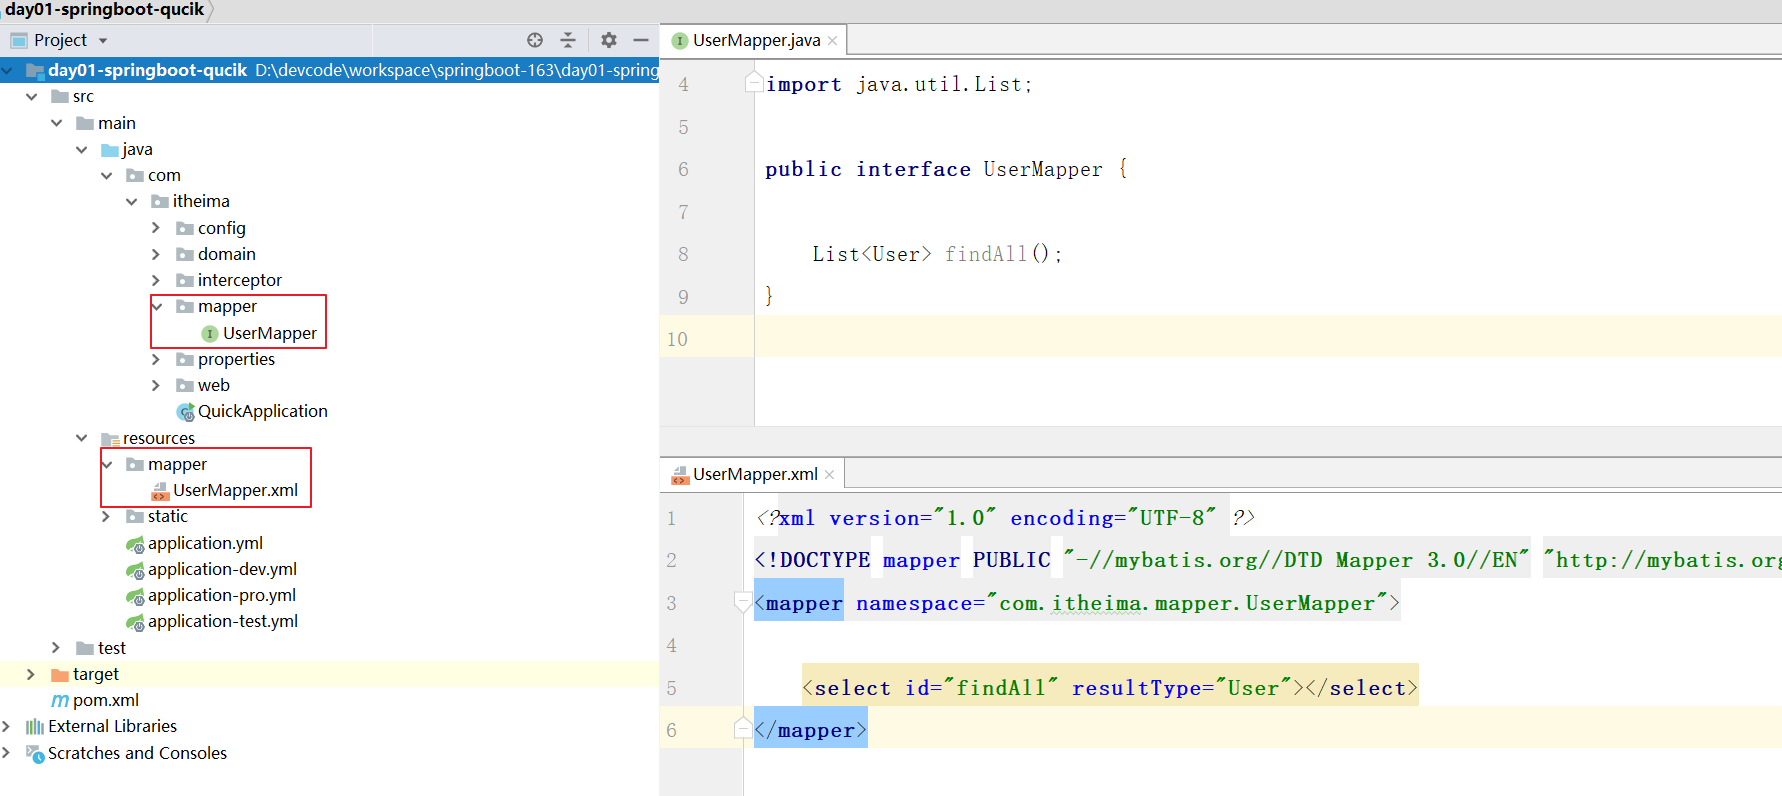 day01-springboot-qucik
Project
day01-springboot-qucik D:\devcode\workspace\springboot-163\day01-spring
src
main
java
com
itheima
config
domain
interceptor
mapper
UserMapper
properties
web
QuickApplication
resources
mapper
UserMapper.xml
static
application.yml
application-dev.yml
application-pro.yml
application-test.yml
test
target
pom.xml
External Libraries
Scratches and Consoles
UserMapper.java
4 import java.util.List;
5
6 public interface UserMapper {
7
8 List<User> findAll();
9 }
10
UserMapper.xml
1 <?xml version="1.0" encoding="UTF-8" ?>
2 <!DOCTYPE mapper PUBLIC "-//mybatis.org//DTD Mapper 3.0//EN" "http://mybatis.org
3 <mapper namespace="com.itheima.mapper.UserMapper">
4
5 <select id="findAll" resultType="User"></select>
6 </mapper>